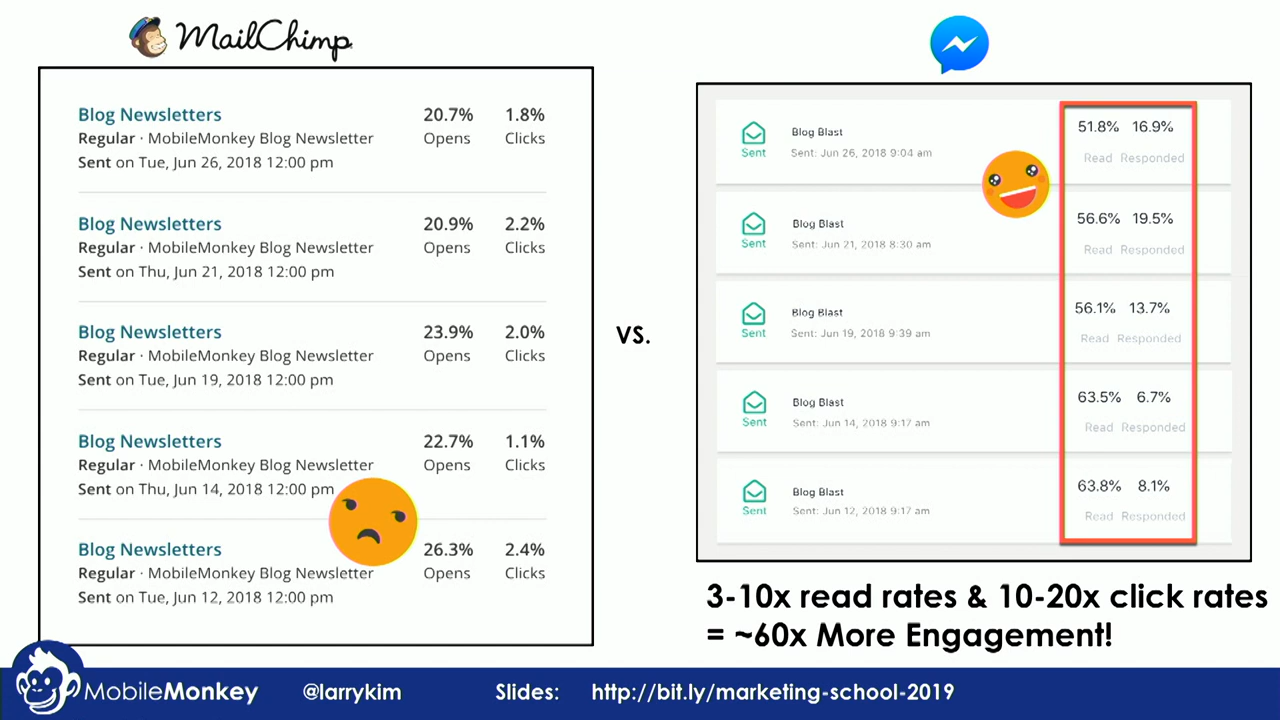 MailChimp
Blog Newsletters
20.7% 1.8%
Regular · MobileMonkey Blog Newsletter
Opens Clicks
Sent on Tue, Jun 26, 2018 12:00 pm
Blog Newsletters
20.9% 2.2%
Regular · MobileMonkey Blog Newsletter
Opens Clicks
Sent on Thu, Jun 21, 2018 12:00 pm
Blog Newsletters
23.9% 2.0%
Regular · MobileMonkey Blog Newsletter
Opens Clicks
Sent on Tue, Jun 19, 2018 12:00 pm
Blog Newsletters
22.7% 1.1%
Regular · MobileMonkey Blog Newsletter
Opens Clicks
Sent on Thu, Jun 14, 2018 12:00 pm
Blog Newsletters
26.3% 2.4%
Regular · MobileMonkey Blog Newsletter
Opens Clicks
Sent on Tue, Jun 12, 2018 12:00 pm
vs.
Sent
Blog Blast
Sent: Jun 26, 2018 9:04 am
51.8% 16.9%
Read Responded
Sent
Blog Blast
Sent: Jun 21, 2018 8:30 am
56.6% 19.5%
Read Responded
Sent
Blog Blast
Sent: Jun 19, 2018 9:39 am
56.1% 13.7%
Read Responded
Sent
Blog Blast
Sent: Jun 14, 2018 9:17 am
63.5% 6.7%
Read Responded
Sent
Blog Blast
Sent: Jun 12, 2018 9:17 am
63.8% 8.1%
Read Responded
3-10x read rates & 10-20x click rates
= ~60x More Engagement!
MobileMonkey @larrykim Slides: http://bit.ly/marketing-school-2019